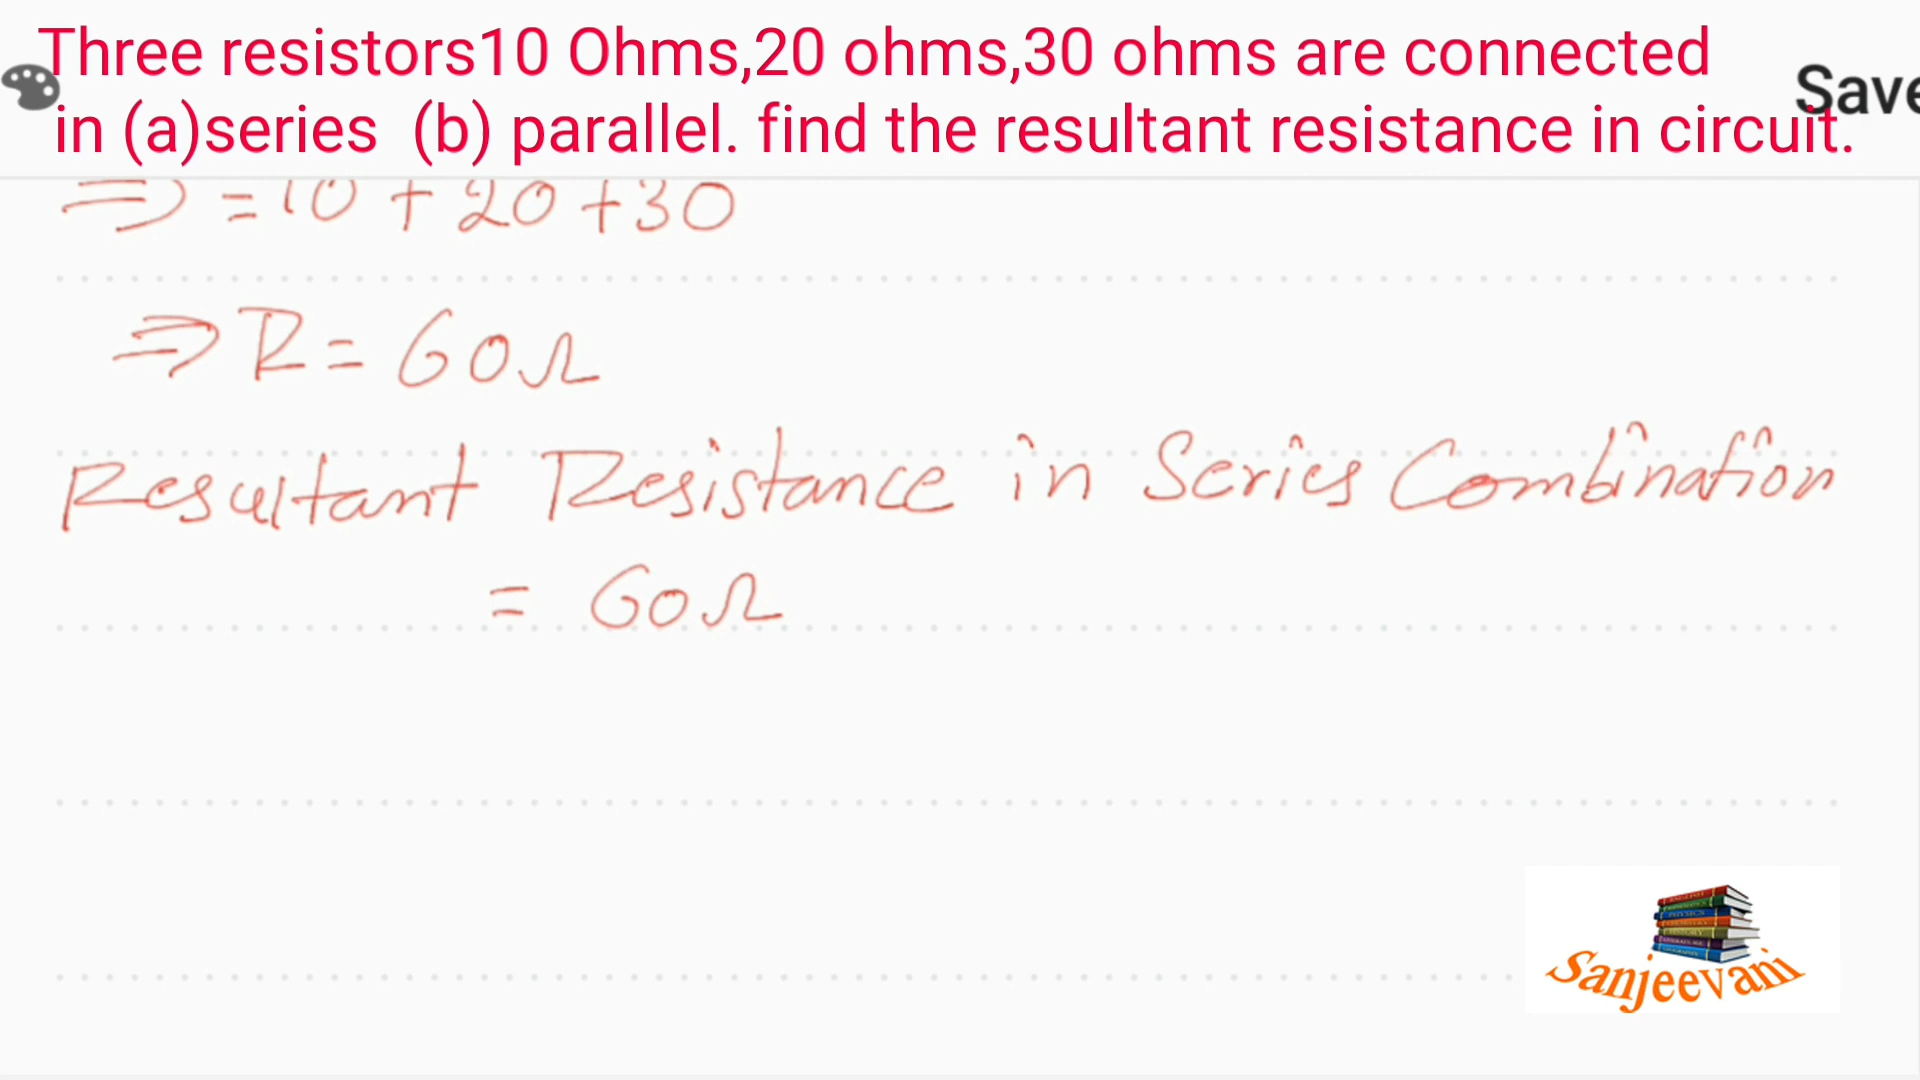 Three resistors10 Ohms,20 ohms,30 ohms are connected
in (a)series (b) parallel. find the resultant resistance in circuit.
Save
⇒ = 10 + 20 + 30
⇒ R = 60Ω
Resultant Resistance in Series Combination
= 60Ω
PHYSICS
Sanjeevani